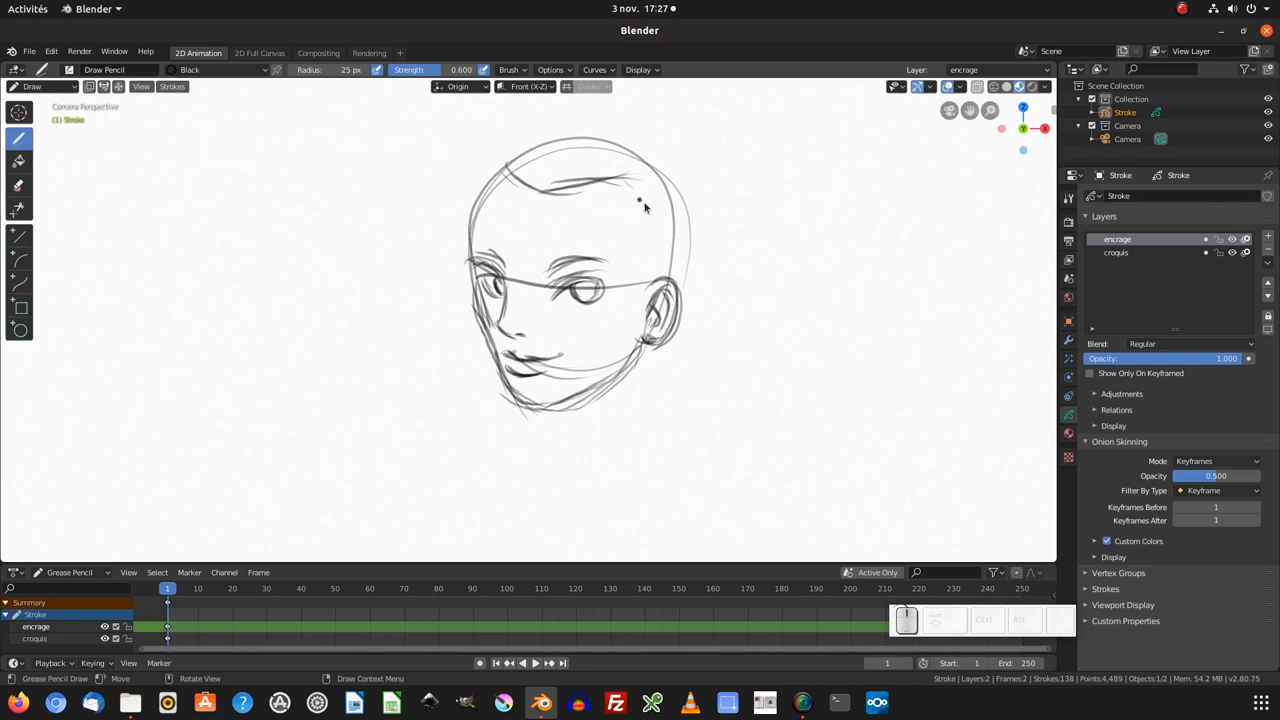 Activités Blender 3 nov. 17:27
Blender
File Edit Render Window Help 2D Animation 2D Full Canvas Compositing Rendering + Scene View Layer
Draw Pencil Black Radius: 25 px Strength: 0.600 Brush Options Curves Display Layer: encrage
Draw View Strokes Origin Front (X-Z) Guides
Camera Perspective
(1) Stroke
Z
Y X
Scene Collection
Collection
Stroke
Camera
Camera
Stroke Stroke
Stroke
Layers
encrage
croquis
Blend: Regular
Opacity: 1.000
Show Only On Keyframed
Adjustments
Relations
Display
Onion Skinning
Mode Keyframes
Opacity 0.500
Filter By Type Keyframe
Keyframes Before 1
Keyframes After 1
Custom Colors
Display
Vertex Groups
Strokes
Viewport Display
Custom Properties
Grease Pencil View Select Marker Channel Frame Active Only
1 10 20 30 40 50 60 70 80 90 100 110 120 130 140 150 160 170 180 190 200 210 220 230 240 250
Summary
Stroke
encrage
croquis
Ctrl Alt
Playback Keying View Marker 1 Start: 1 End: 250
Grease Pencil Draw Move Rotate View Draw Context Menu Stroke | Layers:2 | Frames:2 | Strokes:138 | Points:4,489 | Objects:1/2 | Mem: 54.2 MB | v2.80.75